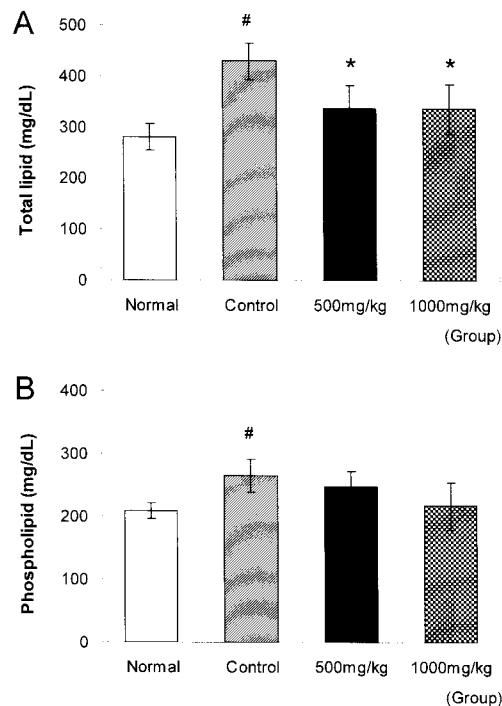 A
500
#
400
*
*
300
200
100
0
Total lipid (mg/dL)
Normal Control 500mg/kg 1000mg/kg
(Group)
B
400
#
300
200
100
0
Phospholipid (mg/dL)
Normal Control 500mg/kg 1000mg/kg
(Group)